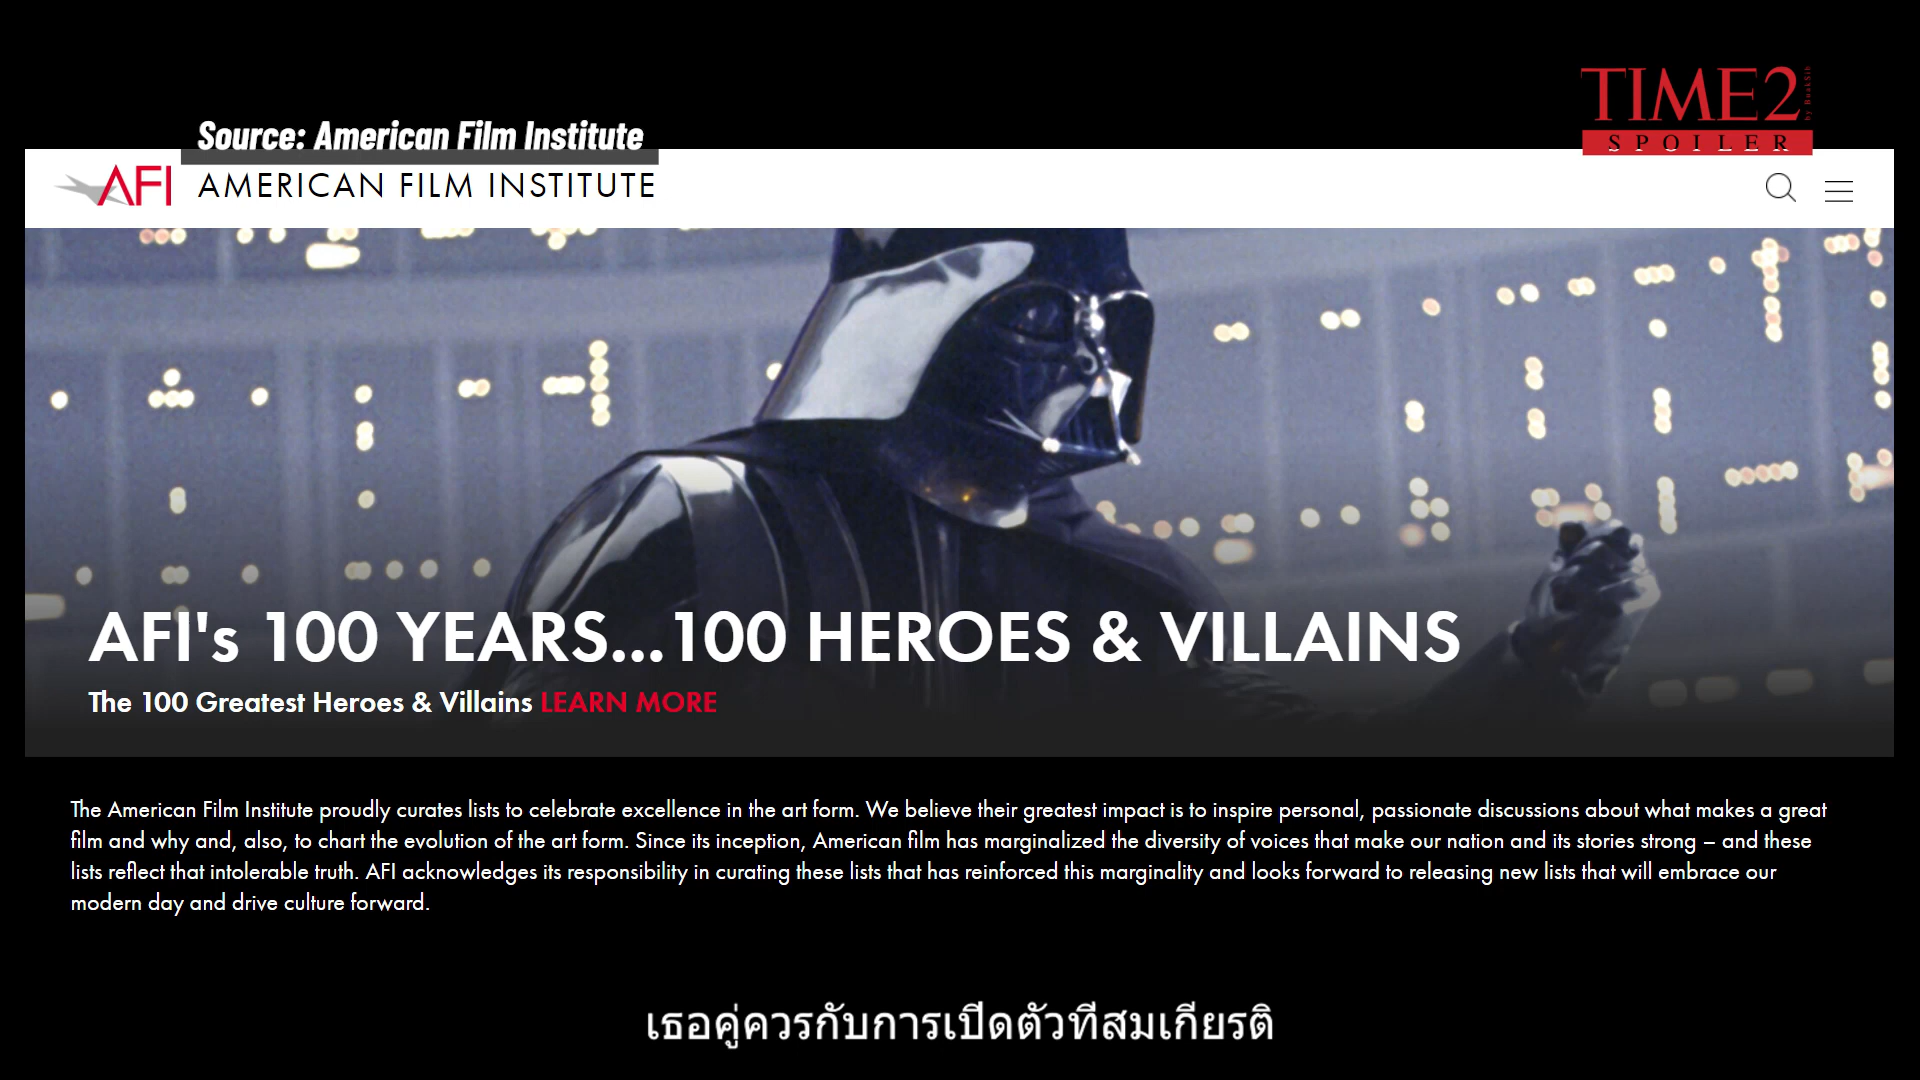 TIME2
SPOILER
Source: American Film Institute
AFI AMERICAN FILM INSTITUTE
AFI's 100 YEARS...100 HEROES & VILLAINS
The 100 Greatest Heroes & Villains LEARN MORE
The American Film Institute proudly curates lists to celebrate excellence in the art form. We believe their greatest impact is to inspire personal, passionate discussions about what makes a great
film and why and, also, to chart the evolution of the art form. Since its inception, American film has marginalized the diversity of voices that make our nation and its stories strong – and these
lists reflect that intolerable truth. AFI acknowledges its responsibility in curating these lists that has reinforced this marginality and looks forward to releasing new lists that will embrace our
modern day and drive culture forward.
เธอคู่ควรกับการเปิดตัวที่สมเกียรติ